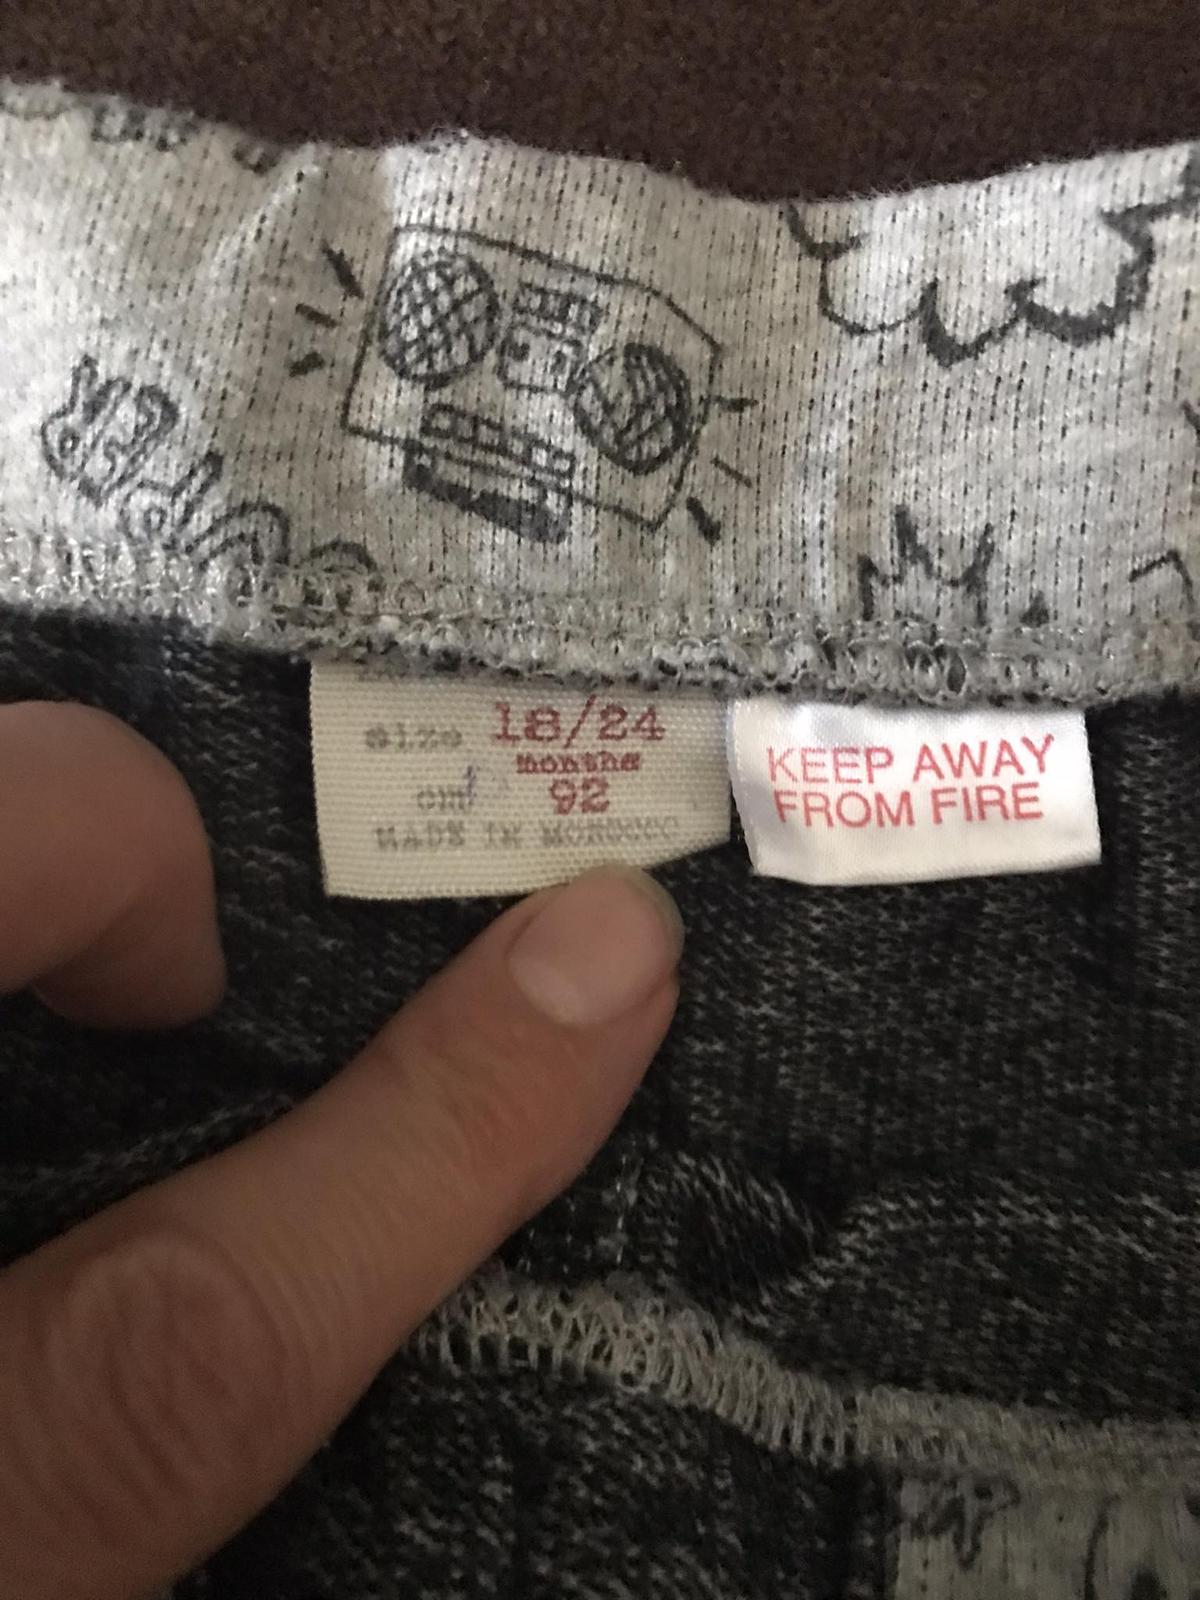 size 18/24
months
cm 92
MADE IN MOROCCO
KEEP AWAY
FROM FIRE